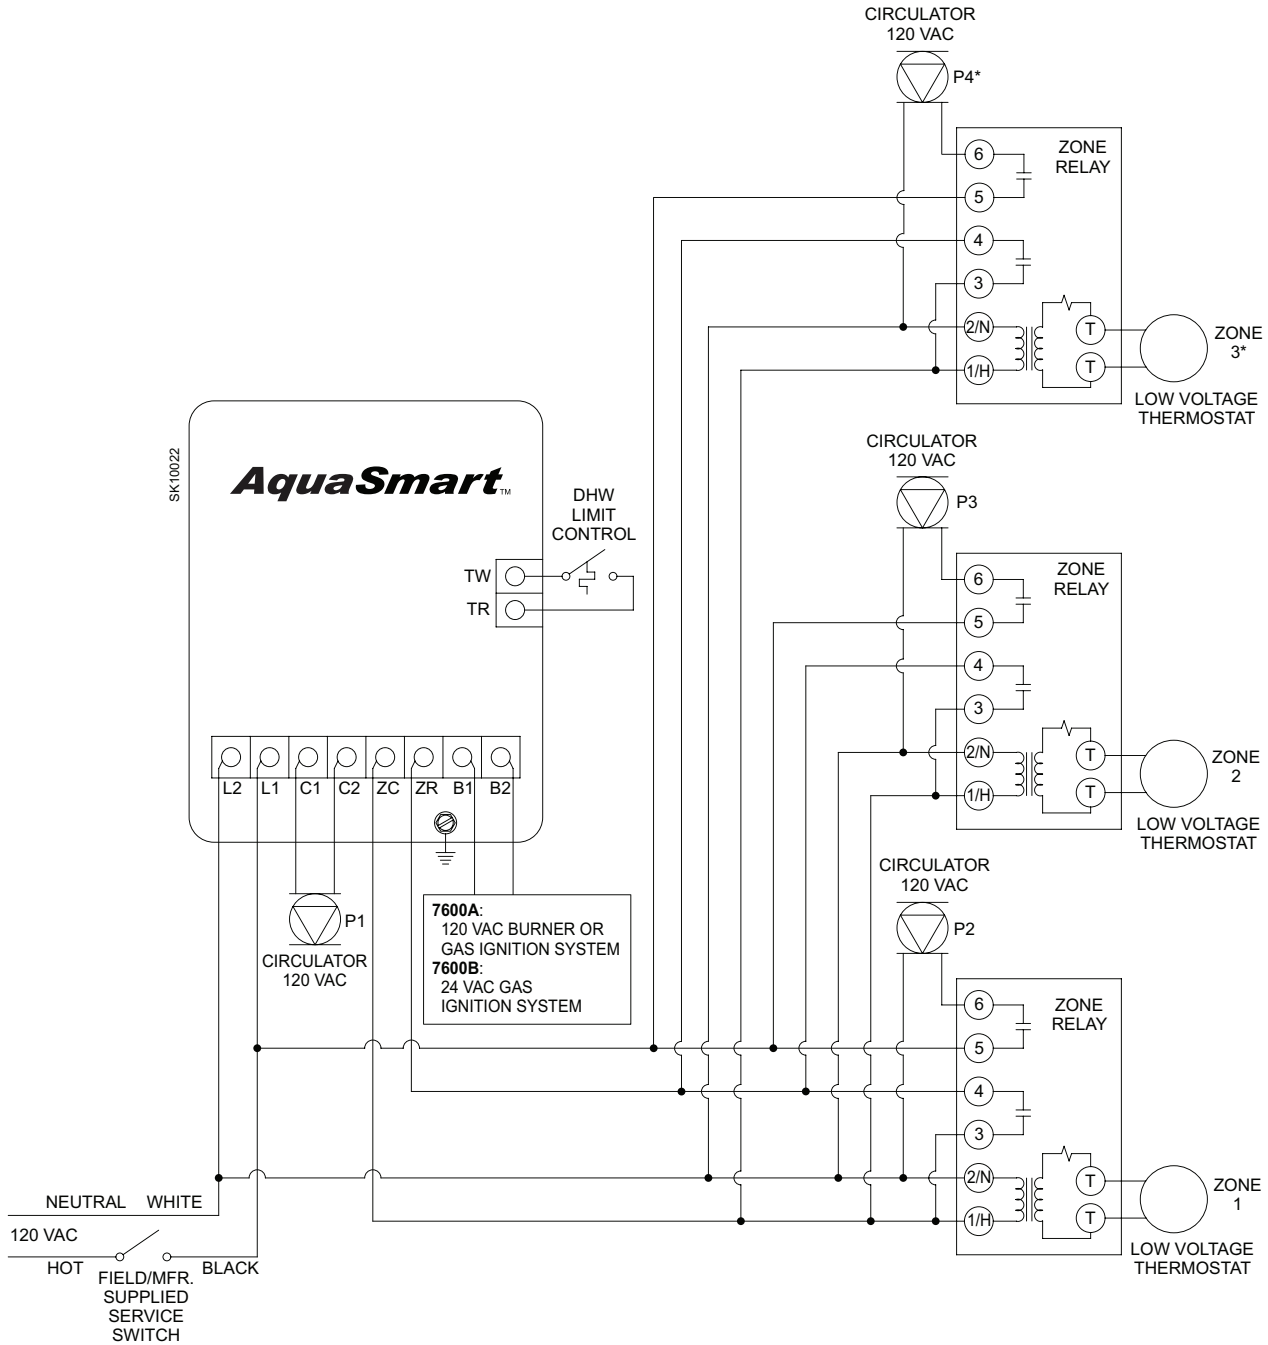 CIRCULATOR
120 VAC
P4*
6
ZONE
RELAY
5
4
3
2/N
T
1/H
T
ZONE
3*
LOW VOLTAGE
THERMOSTAT
SK10022
AquaSmart™
DHW
LIMIT
CONTROL
TW
TR
CIRCULATOR
120 VAC
P3
6
ZONE
RELAY
5
4
3
2/N
T
1/H
T
ZONE
2
LOW VOLTAGE
THERMOSTAT
L2 L1 C1 C2 ZC ZR B1 B2
P1
CIRCULATOR
120 VAC
7600A:
120 VAC BURNER OR
GAS IGNITION SYSTEM
7600B:
24 VAC GAS
IGNITION SYSTEM
CIRCULATOR
120 VAC
P2
6
ZONE
RELAY
5
4
3
2/N
T
1/H
T
ZONE
1
LOW VOLTAGE
THERMOSTAT
NEUTRAL WHITE
120 VAC
HOT
BLACK
FIELD/MFR.
SUPPLIED
SERVICE
SWITCH